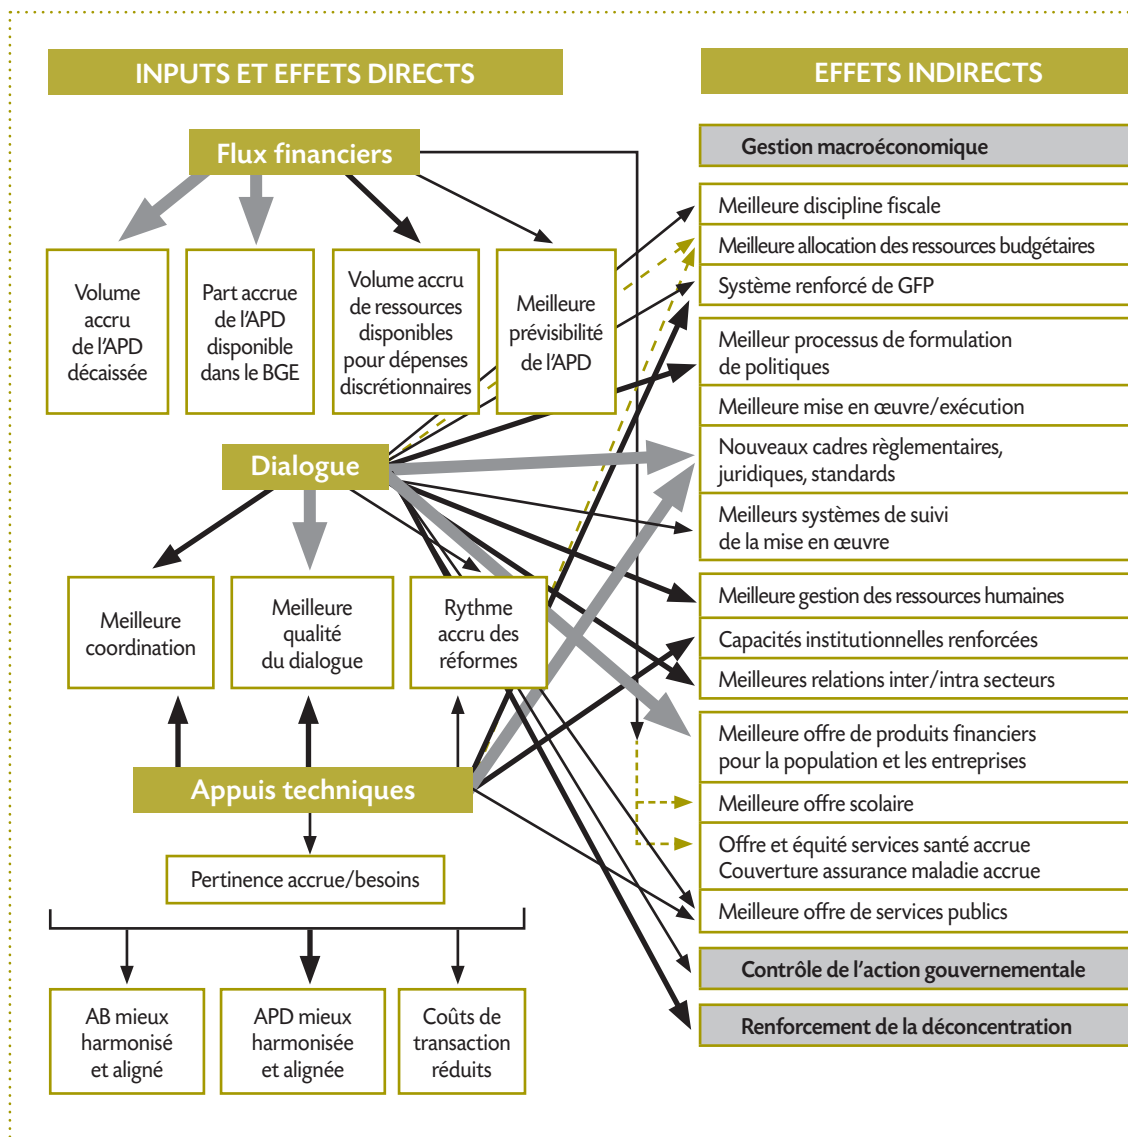 INPUTS ET EFFETS DIRECTS
Flux financiers
Volume
accru
de l'APD
décaissée
Part accrue
de l'APD
disponible
dans le BGE
Volume accru
de ressources
disponibles
pour dépenses
discrétionnaires
Meilleure
prévisibilité
de l'APD
Dialogue
Meilleure
coordination
Meilleure
qualité
du dialogue
Rythme
accru des
réformes
Appuis techniques
Pertinence accrue/besoins
AB mieux
harmonisé
et aligné
APD mieux
harmonisée
et alignée
Coûts de
transaction
réduits
EFFETS INDIRECTS
Gestion macroéconomique
Meilleure discipline fiscale
Meilleure allocation des ressources budgétaires
Système renforcé de GFP
Meilleur processus de formulation
de politiques
Meilleure mise en œuvre/exécution
Nouveaux cadres règlementaires,
juridiques, standards
Meilleurs systèmes de suivi
de la mise en œuvre
Meilleure gestion des ressources humaines
Capacités institutionnelles renforcées
Meilleures relations inter/intra secteurs
Meilleure offre de produits financiers
pour la population et les entreprises
Meilleure offre scolaire
Offre et équité services santé accrue
Couverture assurance maladie accrue
Meilleure offre de services publics
Contrôle de l'action gouvernementale
Renforcement de la déconcentration